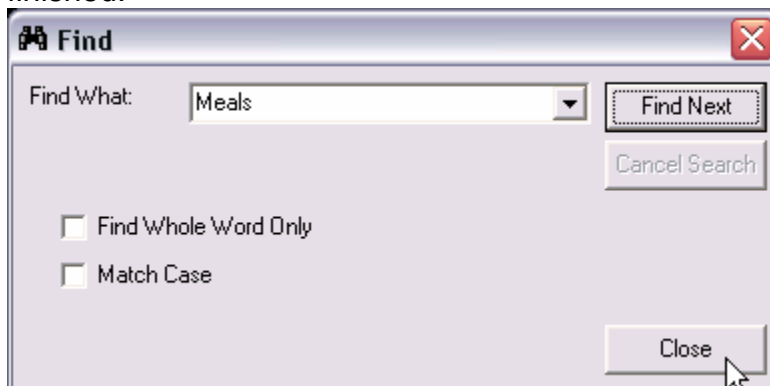 Find
Find What:
Meals
Find Next
Cancel Search
Find Whole Word Only
Match Case
Close